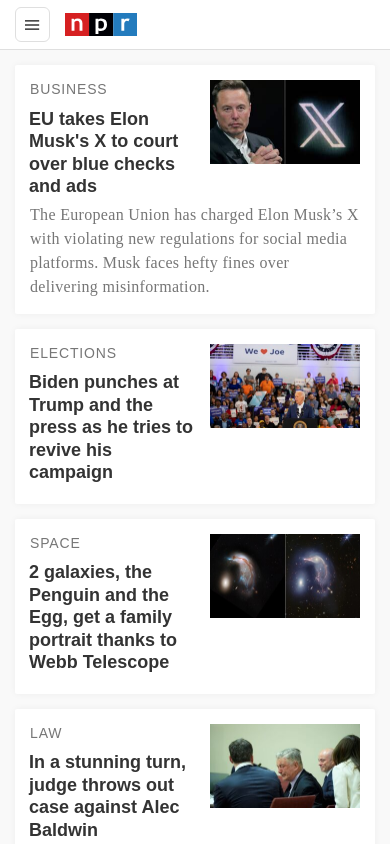 npr
BUSINESS
EU takes Elon
Musk's X to court
over blue checks
and ads
The European Union has charged Elon Musk’s X
with violating new regulations for social media
platforms. Musk faces hefty fines over
delivering misinformation.
ELECTIONS
We ❤ Joe
Biden punches at
Trump and the
press as he tries to
revive his
campaign
SPACE
2 galaxies, the
Penguin and the
Egg, get a family
portrait thanks to
Webb Telescope
LAW
In a stunning turn,
judge throws out
case against Alec
Baldwin